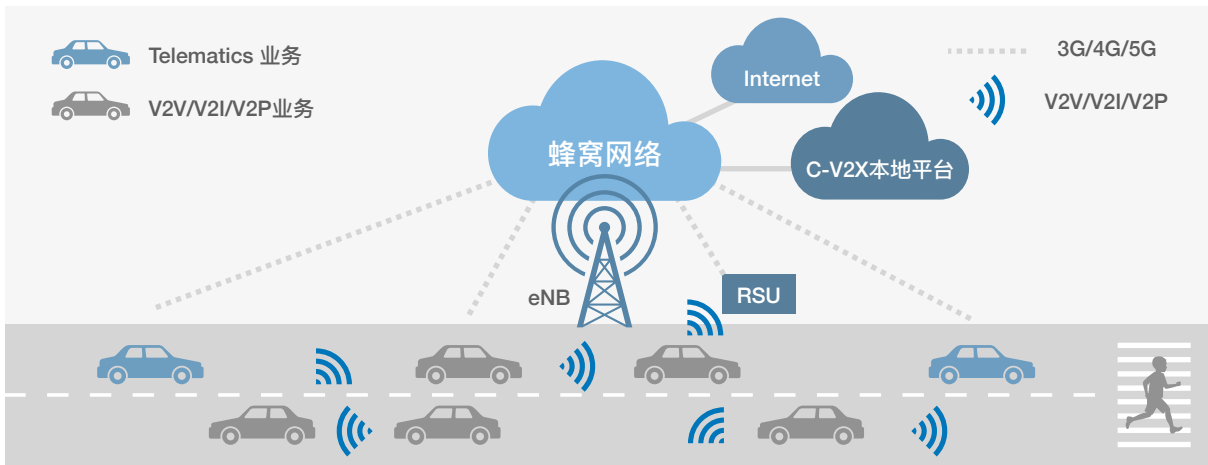 Telematics 业务
V2V/V2I/V2P业务
Internet
3G/4G/5G
V2V/V2I/V2P
蜂窝网络
C-V2X本地平台
eNB
RSU